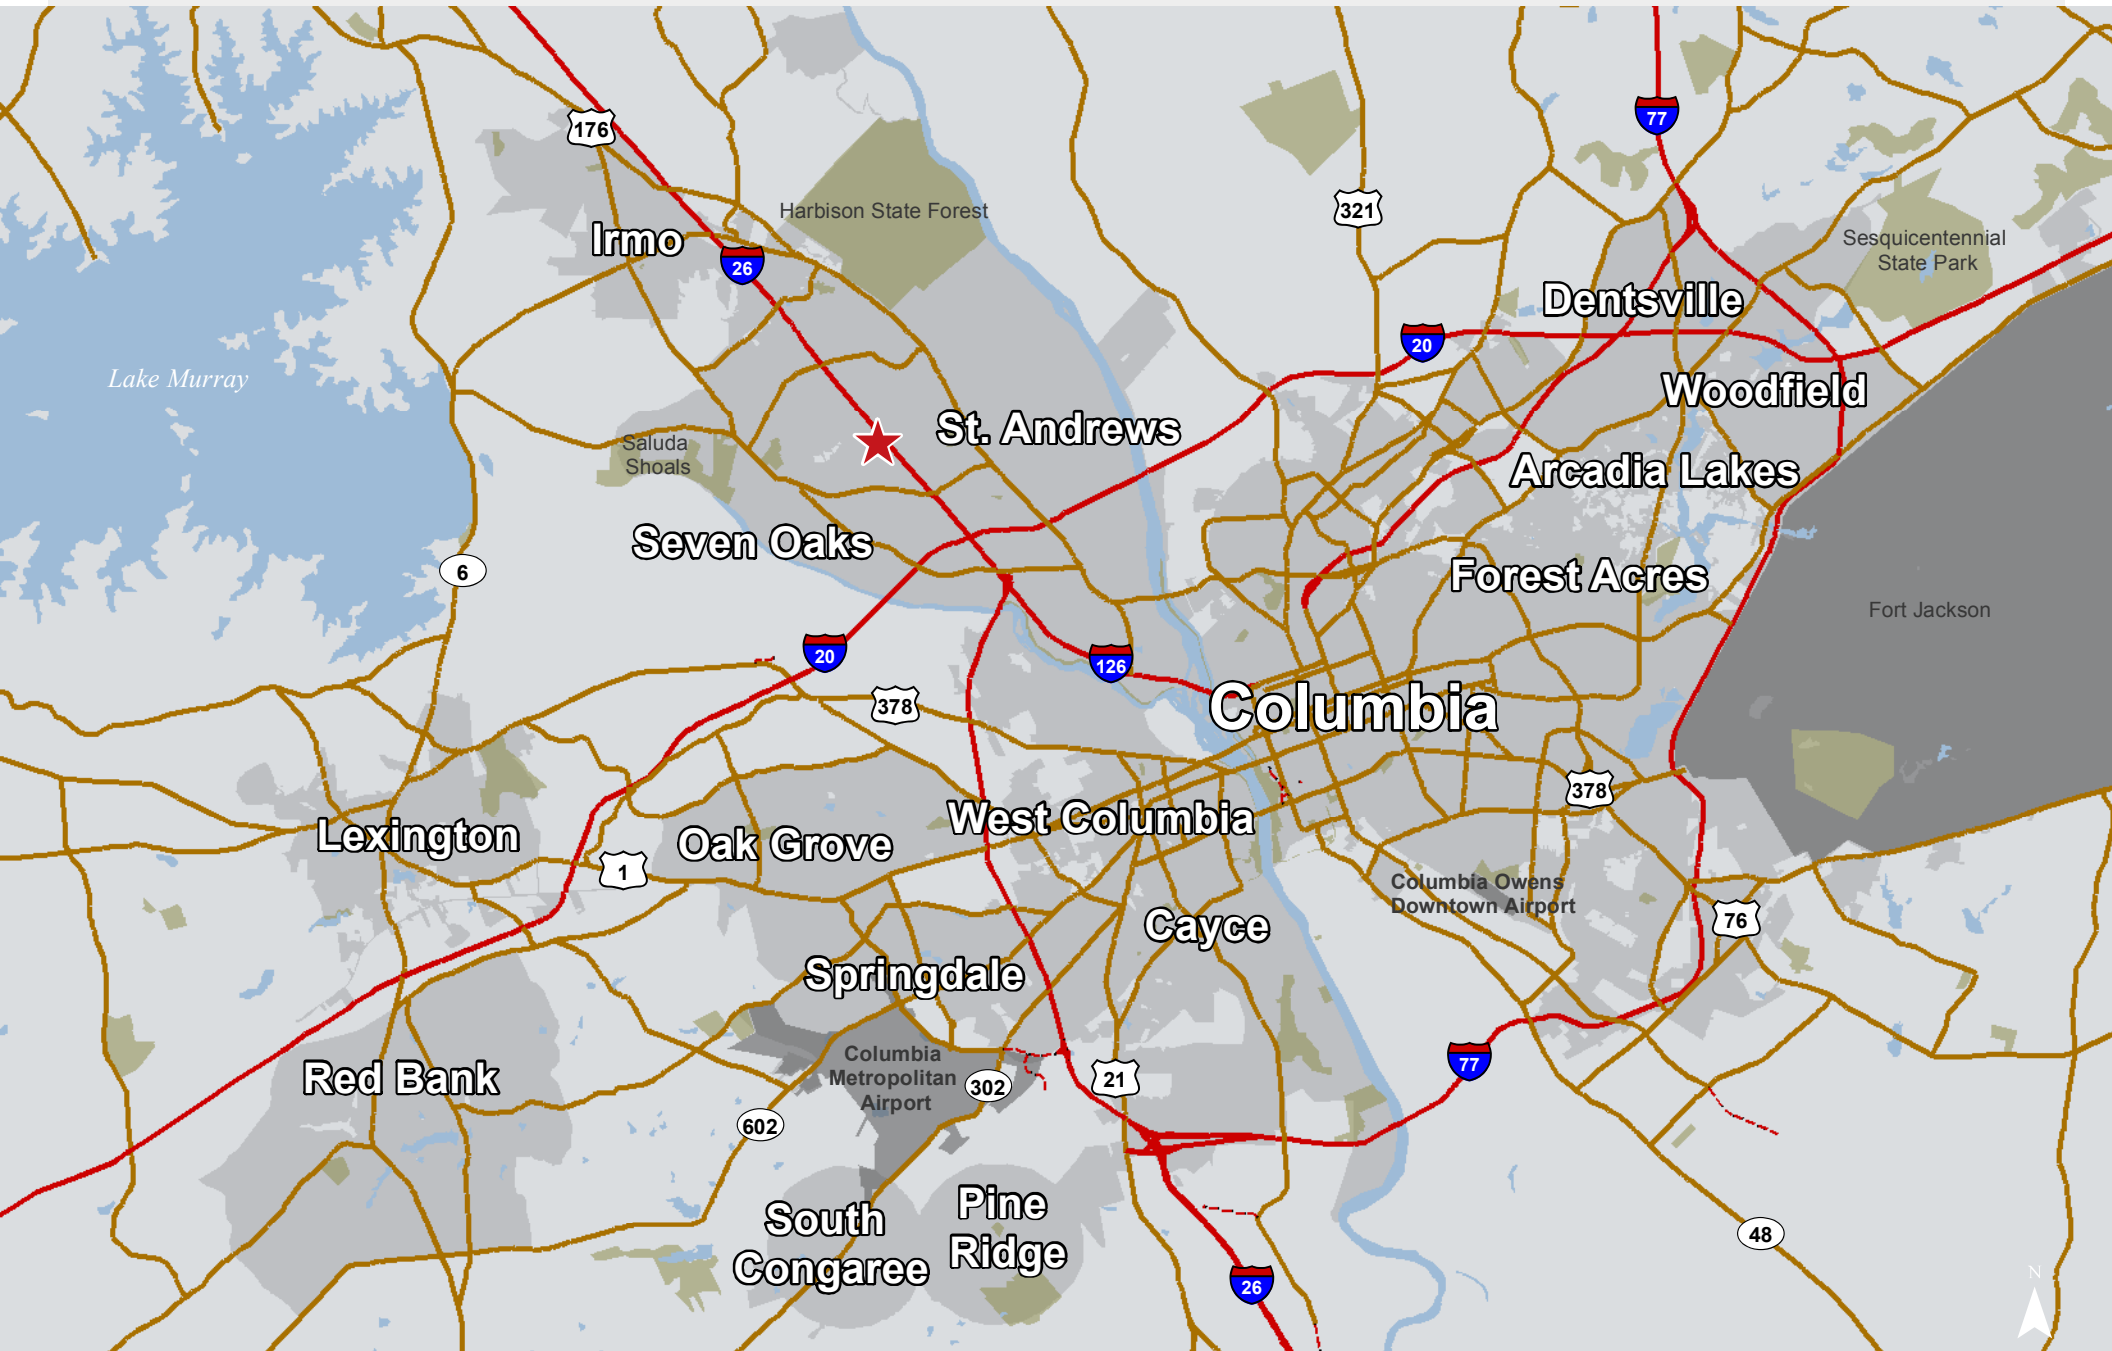 77
176
321
Harbison State Forest
Irmo
26
Sesquicentennial
State Park
Dentsville
20
Lake Murray
Woodfield
St. Andrews
Saluda
Shoals
Arcadia Lakes
Seven Oaks
6
Forest Acres
Fort Jackson
20
126
378
Columbia
378
West Columbia
Lexington
Oak Grove
1
Columbia Owens
Downtown Airport
76
Cayce
Springdale
Columbia
Metropolitan
Airport
77
Red Bank
302
21
602
Pine
Ridge
South
Congaree
48
26
N